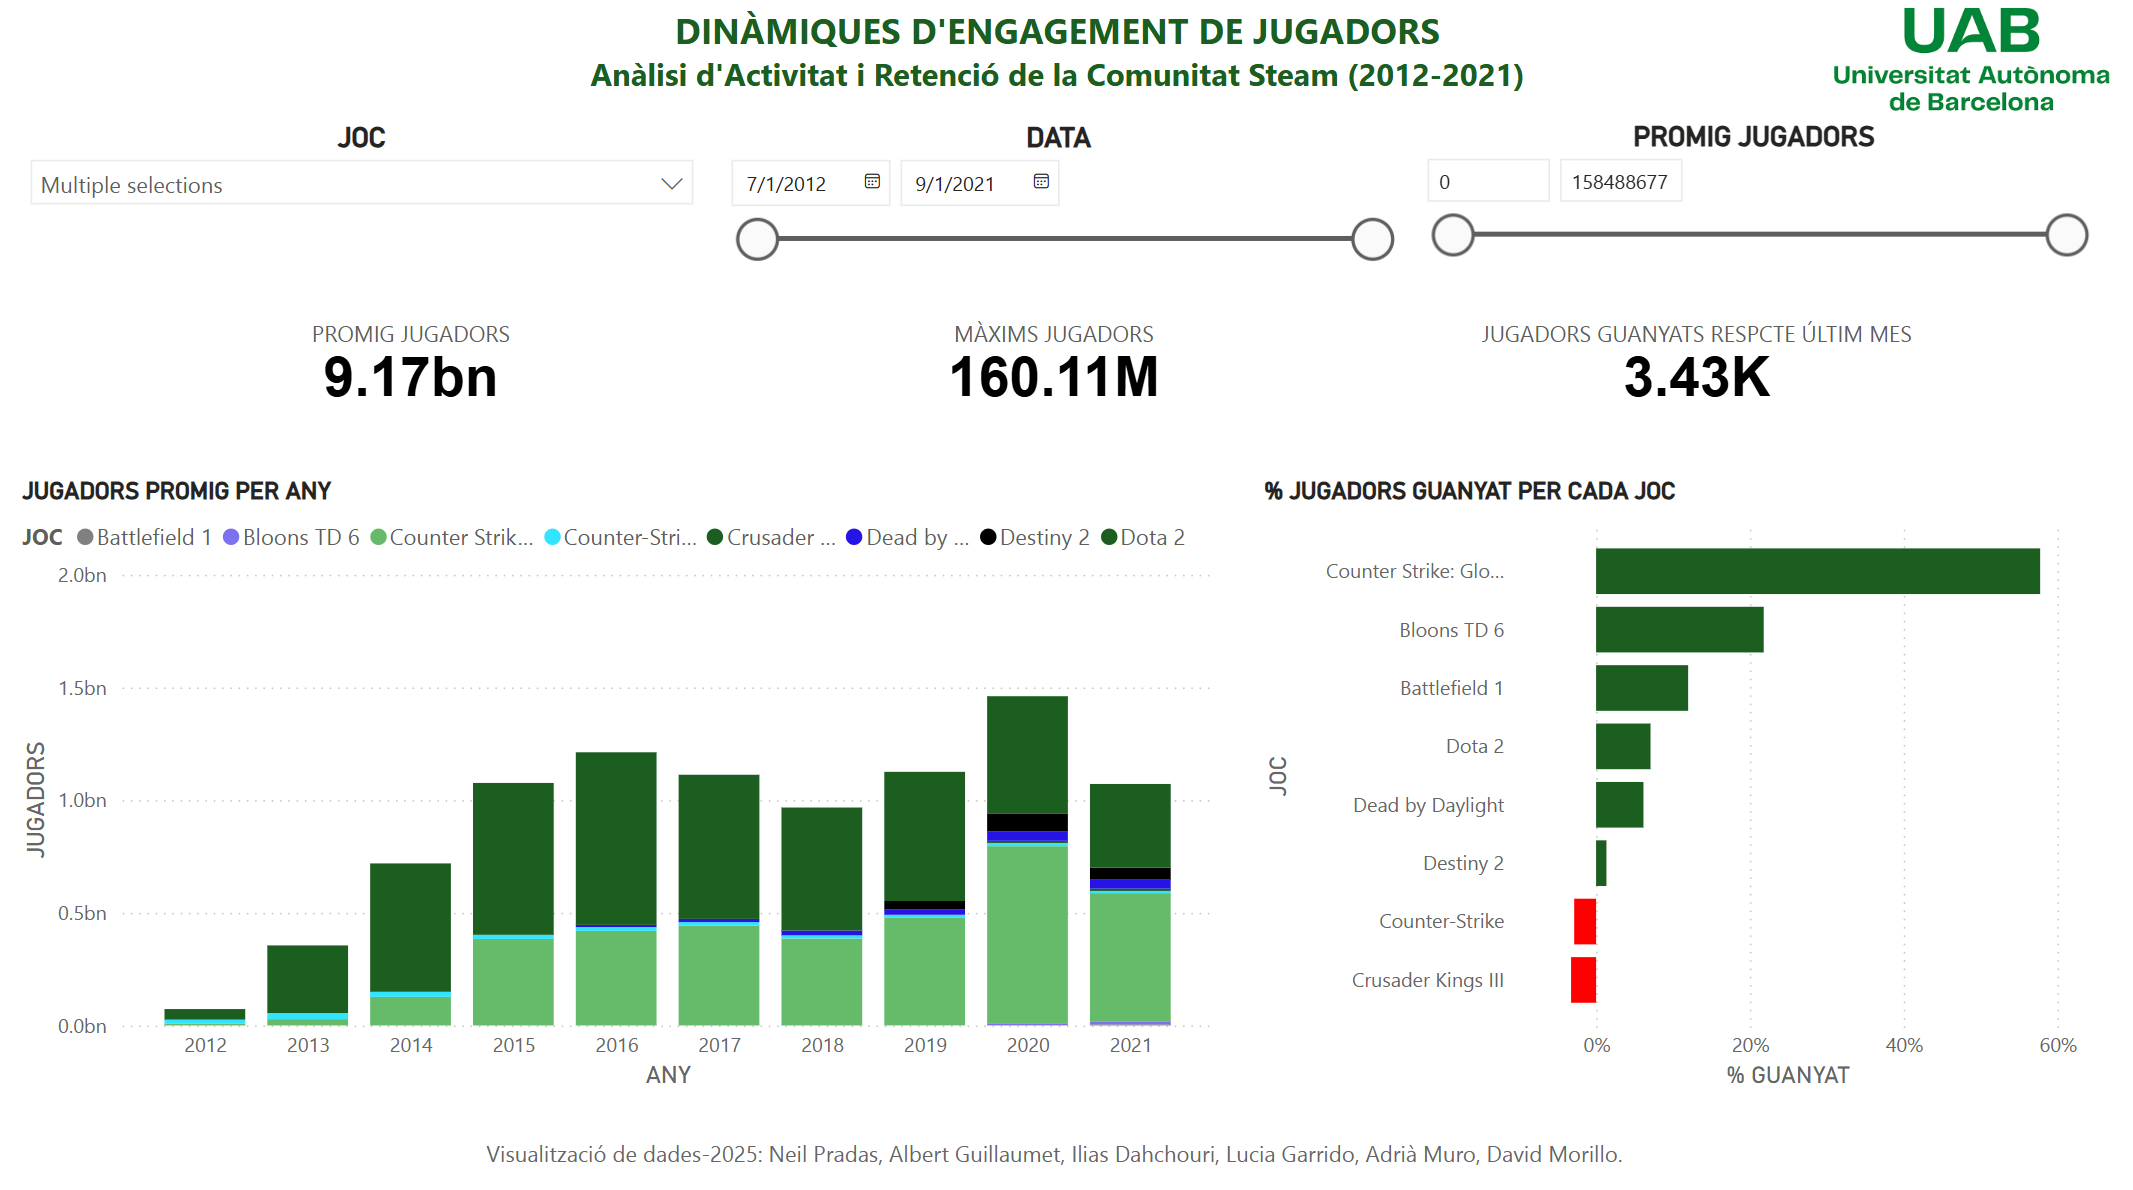 DINÀMIQUES D'ENGAGEMENT DE JUGADORS
Anàlisi d'Activitat i Retenció de la Comunitat Steam (2012-2021)
UAB
Universitat Autònoma
de Barcelona
JOC
Multiple selections
DATA
7/1/2012
9/1/2021
PROMIG JUGADORS
0
158488677
PROMIG JUGADORS
9.17bn
MÀXIMS JUGADORS
160.11M
JUGADORS GUANYATS RESPCTE ÚLTIM MES
3.43K
JUGADORS PROMIG PER ANY
JOC Battlefield 1 Bloons TD 6 Counter Strik... Counter-Stri... Crusader ... Dead by ... Destiny 2 Dota 2
2.0bn
1.5bn
1.0bn
0.5bn
0.0bn
JUGADORS
2012 2013 2014 2015 2016 2017 2018 2019 2020 2021
ANY
% JUGADORS GUANYAT PER CADA JOC
JOC
Counter Strike: Glo...
Bloons TD 6
Battlefield 1
Dota 2
Dead by Daylight
Destiny 2
Counter-Strike
Crusader Kings III
0% 20% 40% 60%
% GUANYAT
Visualització de dades-2025: Neil Pradas, Albert Guillaumet, Ilias Dahchouri, Lucia Garrido, Adrià Muro, David Morillo.